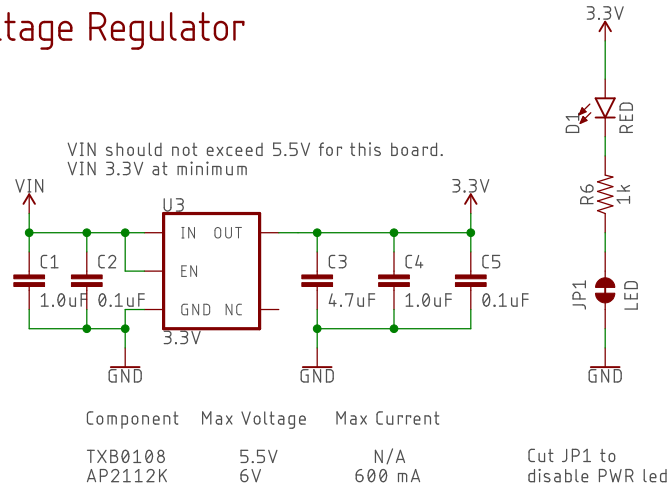 ltage Regulator
3.3V
D1
RED
VIN should not exceed 5.5V for this board.
VIN 3.3V at minimum
VIN
U3
3.3V
R6
1k
IN OUT
C1
C2
EN
C3
C4
C5
1.0uF
0.1uF
GND NC
4.7uF
1.0uF
0.1uF
JP1
LED
3.3V
GND
GND
GND
Component Max Voltage Max Current
TXB0108 5.5V N/A
AP2112K 6V 600 mA
Cut JP1 to
disable PWR led